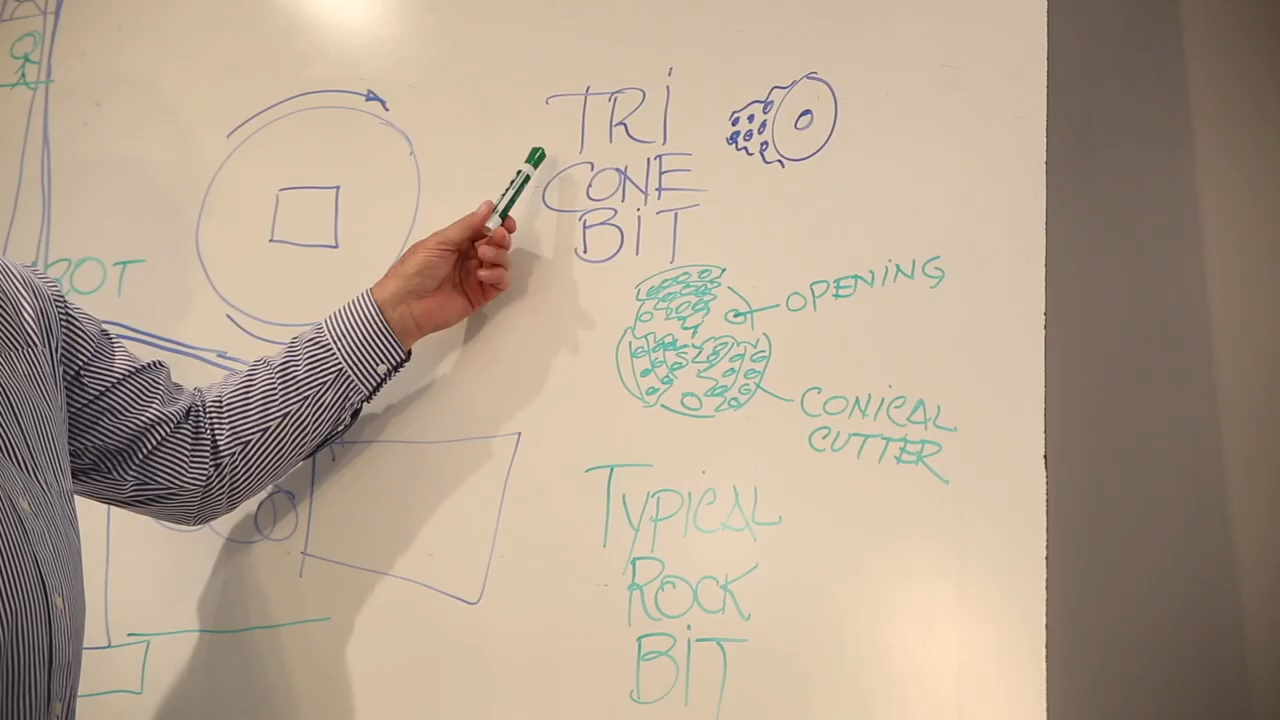 TRI
CONE
BIT
OPENING
CONICAL
CUTTER
TYPICAL
ROCK
BIT